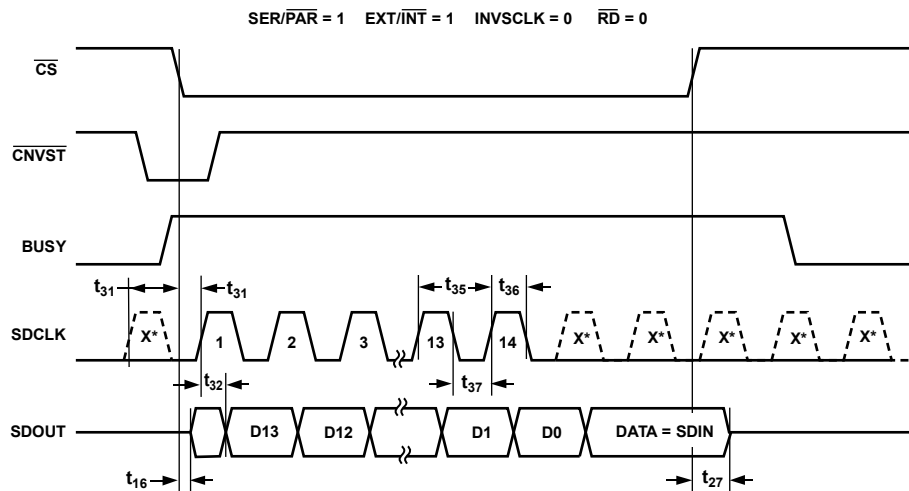 SER/PAR = 1 EXT/INT = 1 INVSCLK = 0 RD = 0
CS
CNVST
BUSY
t31 t31 t35 t36
SDCLK X* 1 2 3 13 14 X* X* X* X* X*
t32 t37
SDOUT D13 D12 D1 D0 DATA = SDIN
t16 t27